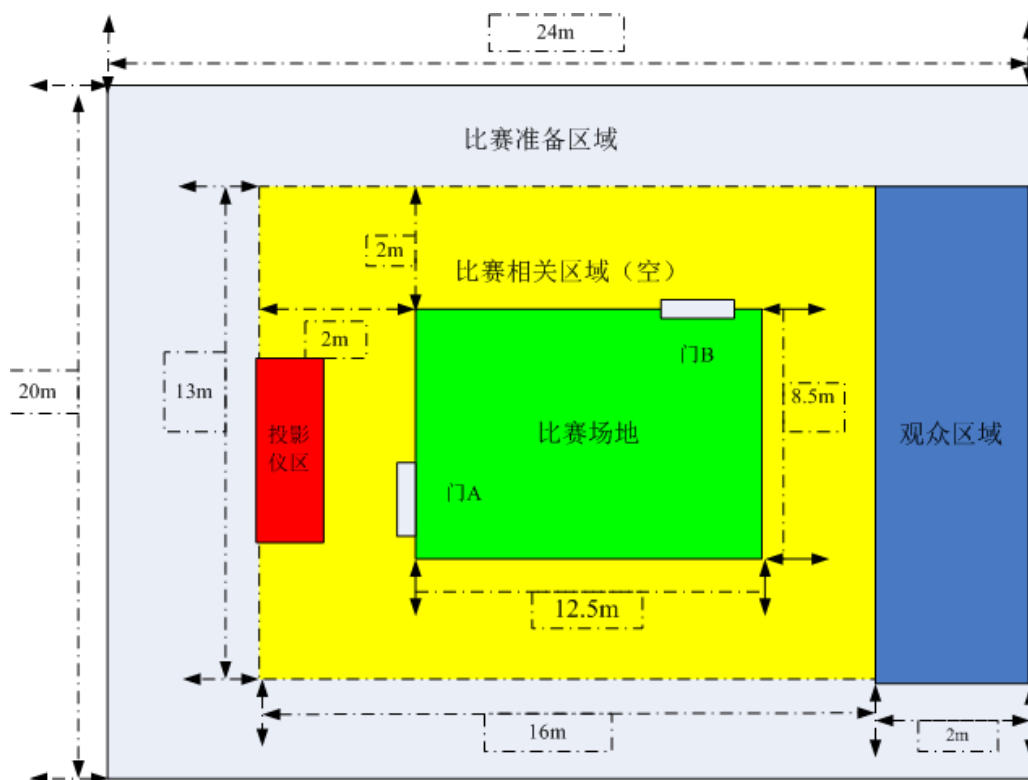 24m
比赛准备区域
2m
比赛相关区域（空）
2m
门B
20m
13m
8.5m
投影
仪区
比赛场地
观众区域
门A
12.5m
16m
2m